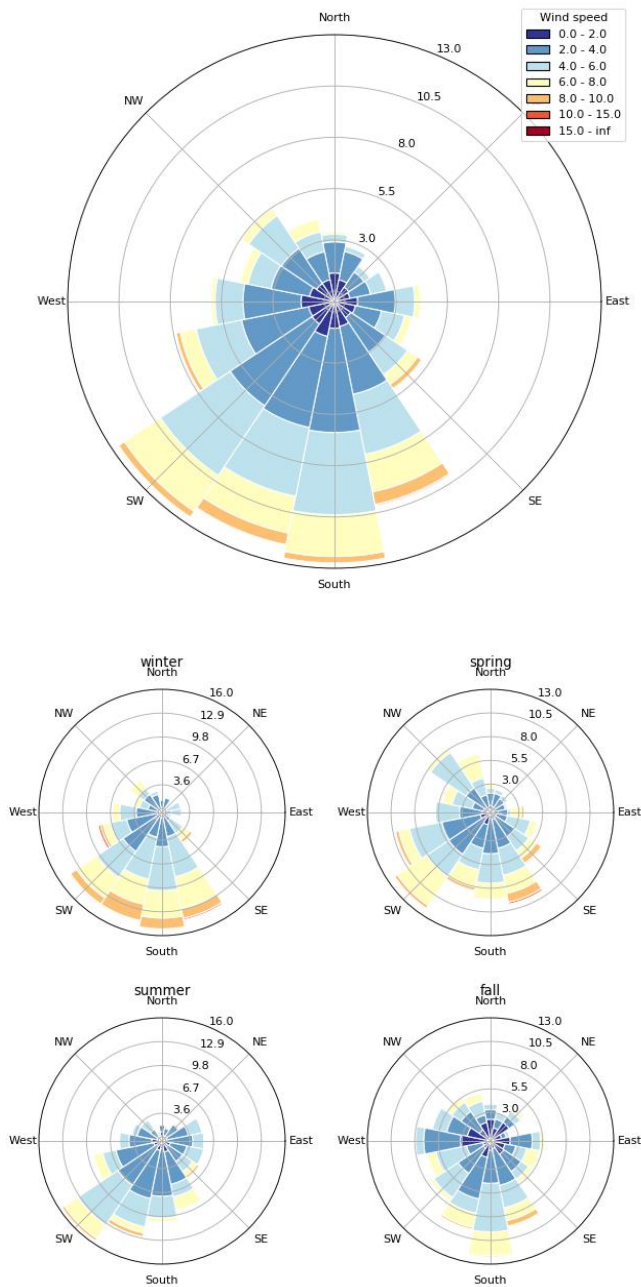 North
Wind speed
0.0 - 2.0
2.0 - 4.0
4.0 - 6.0
6.0 - 8.0
8.0 - 10.0
10.0 - 15.0
15.0 - inf
13.0
10.5
8.0
5.5
3.0
NW
West
East
SW
SE
South
winter
North
16.0
12.9
9.8
6.7
3.6
NW
NE
West
East
SW
SE
South
spring
North
13.0
10.5
8.0
5.5
3.0
NW
NE
West
East
SW
SE
South
summer
North
16.0
12.9
9.8
6.7
3.6
NW
NE
West
East
SW
SE
South
fall
North
13.0
10.5
8.0
5.5
3.0
NW
NE
West
East
SW
SE
South